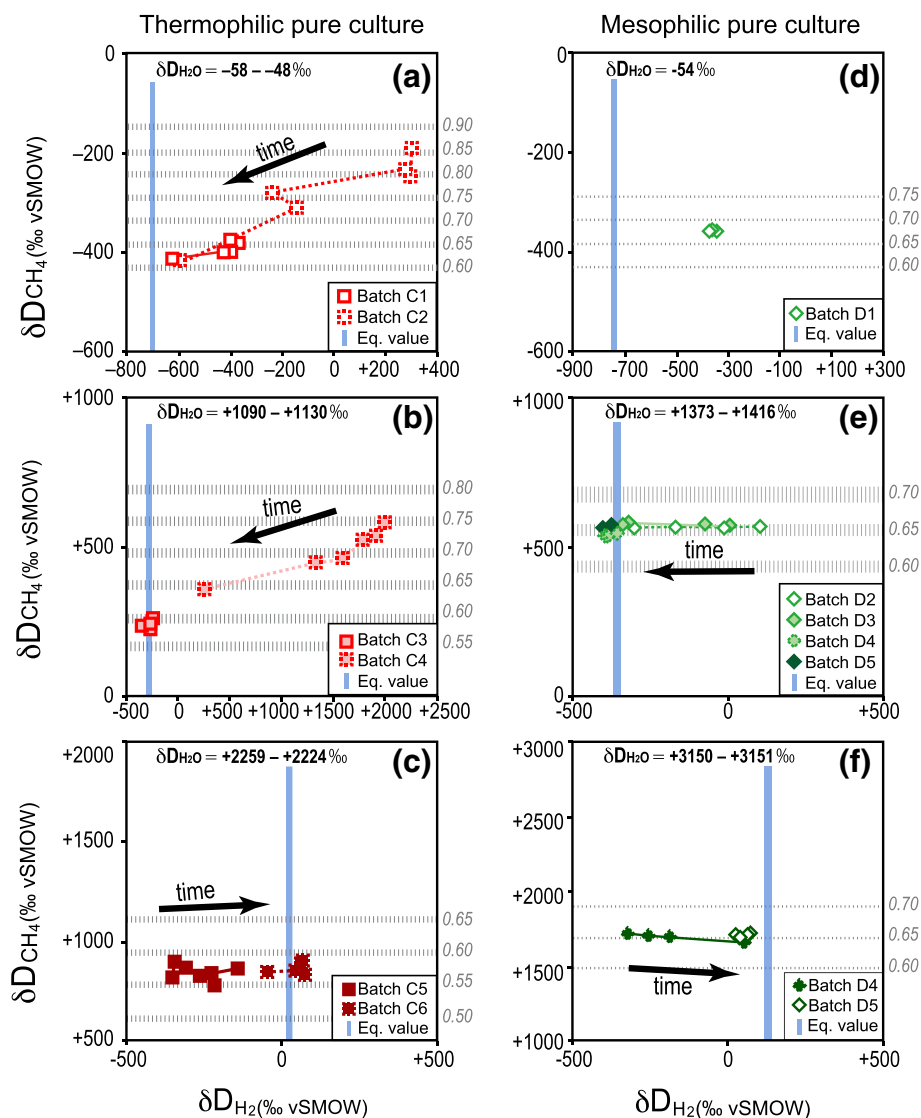 Thermophilic pure culture
Mesophilic pure culture
δDCH4 (‰ vSMOW)
0
−200
−400
−600
δDH2O = −58 – −48 ‰
(a)
time
0.90
0.85
0.80
0.75
0.70
0.65
0.60
Batch C1
Batch C2
Eq. value
−800 −600 −400 −200 0 +200 +400
0
-200
-400
-600
δDH2O = -54 ‰
(d)
0.75
0.70
0.65
0.60
Batch D1
Eq. value
-900 -700 -500 -300 -100 +100 +300
δDCH4 (‰ vSMOW)
+1000
+500
0
δDH2O = +1090 – +1130 ‰
(b)
time
0.80
0.75
0.70
0.65
0.60
0.55
Batch C3
Batch C4
Eq. value
-500 0 +500 +1000 +1500 +2000 +2500
+1000
+500
0
δDH2O = +1373 – +1416 ‰
(e)
time
0.70
0.65
0.60
Batch D2
Batch D3
Batch D4
Batch D5
Eq. value
-500 0 +500
δDCH4 (‰ vSMOW)
+2000
+1500
+1000
+500
δDH2O = +2259 – +2224 ‰
(c)
time
0.65
0.60
0.55
0.50
Batch C5
Batch C6
Eq. value
-500 0 +500
δDH2 (‰ vSMOW)
+3000
+2500
+2000
+1500
+1000
δDH2O = +3150 – +3151 ‰
(f)
time
0.70
0.65
0.60
Batch D4
Batch D5
Eq. value
-500 0 +500
δDH2 (‰ vSMOW)